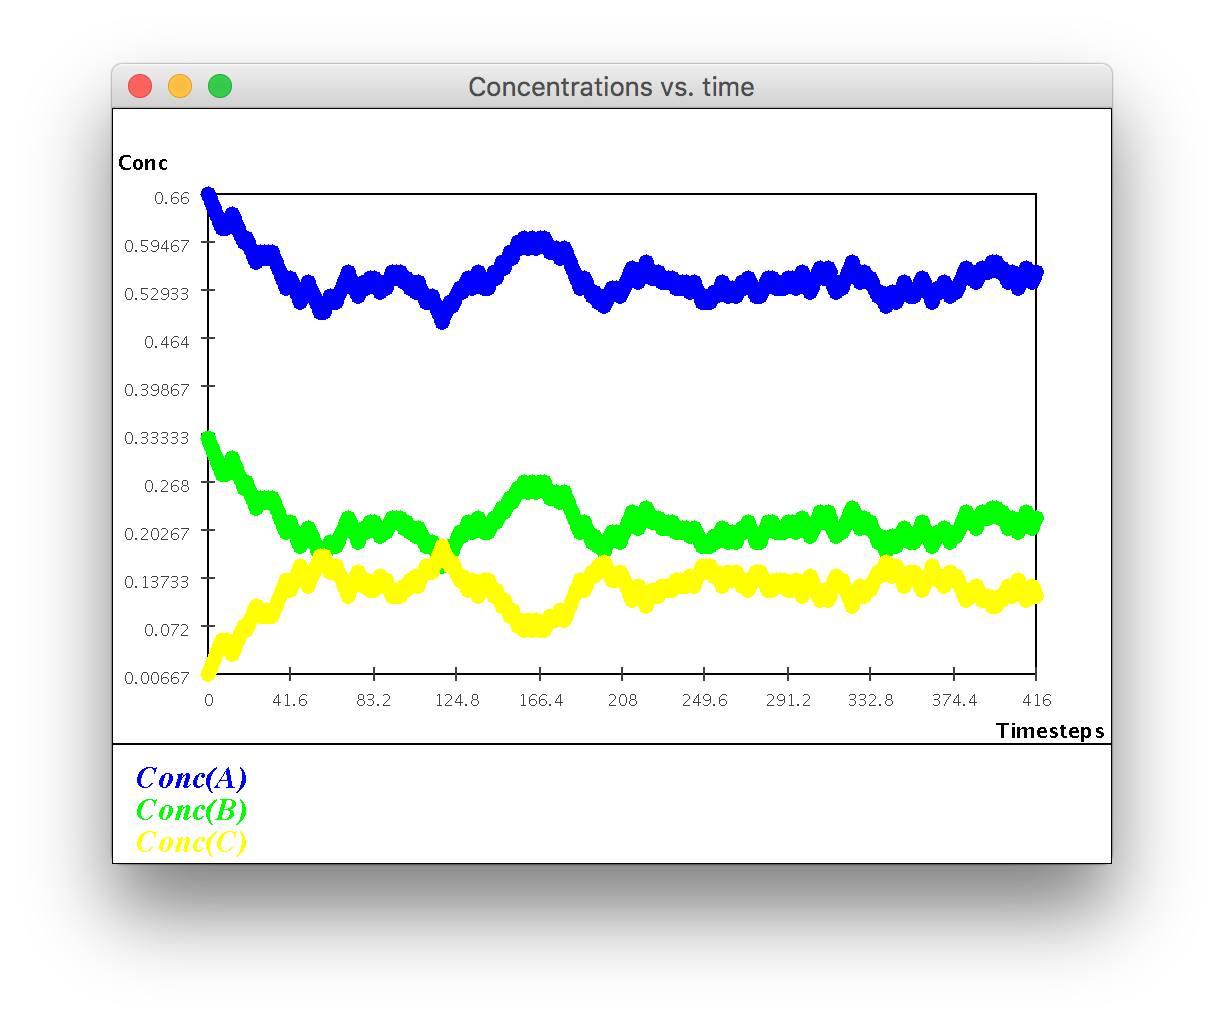 Concentrations vs. time
Conc
0.66
0.59467
0.52933
0.464
0.39867
0.33333
0.268
0.20267
0.13733
0.072
0.00667
0 41.6 83.2 124.8 166.4 208 249.6 291.2 332.8 374.4 416
Timesteps
Conc(A)
Conc(B)
Conc(C)